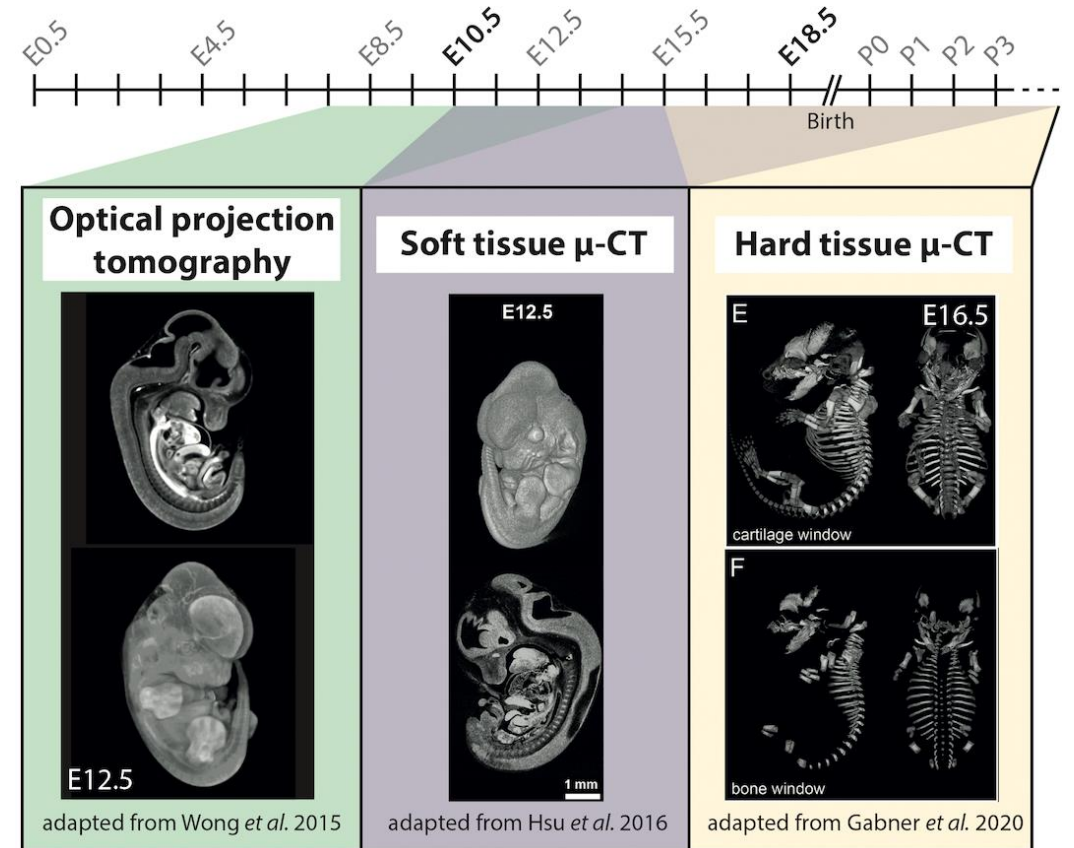 E0.5 E4.5 E8.5 E10.5 E12.5 E15.5 E18.5 P0 P1 P2 P3
Birth
Optical projection
tomography
E12.5
adapted from Wong et al. 2015
Soft tissue μ-CT
E12.5
1 mm
adapted from Hsu et al. 2016
Hard tissue μ-CT
E E16.5
cartilage window
F
bone window
adapted from Gabner et al. 2020